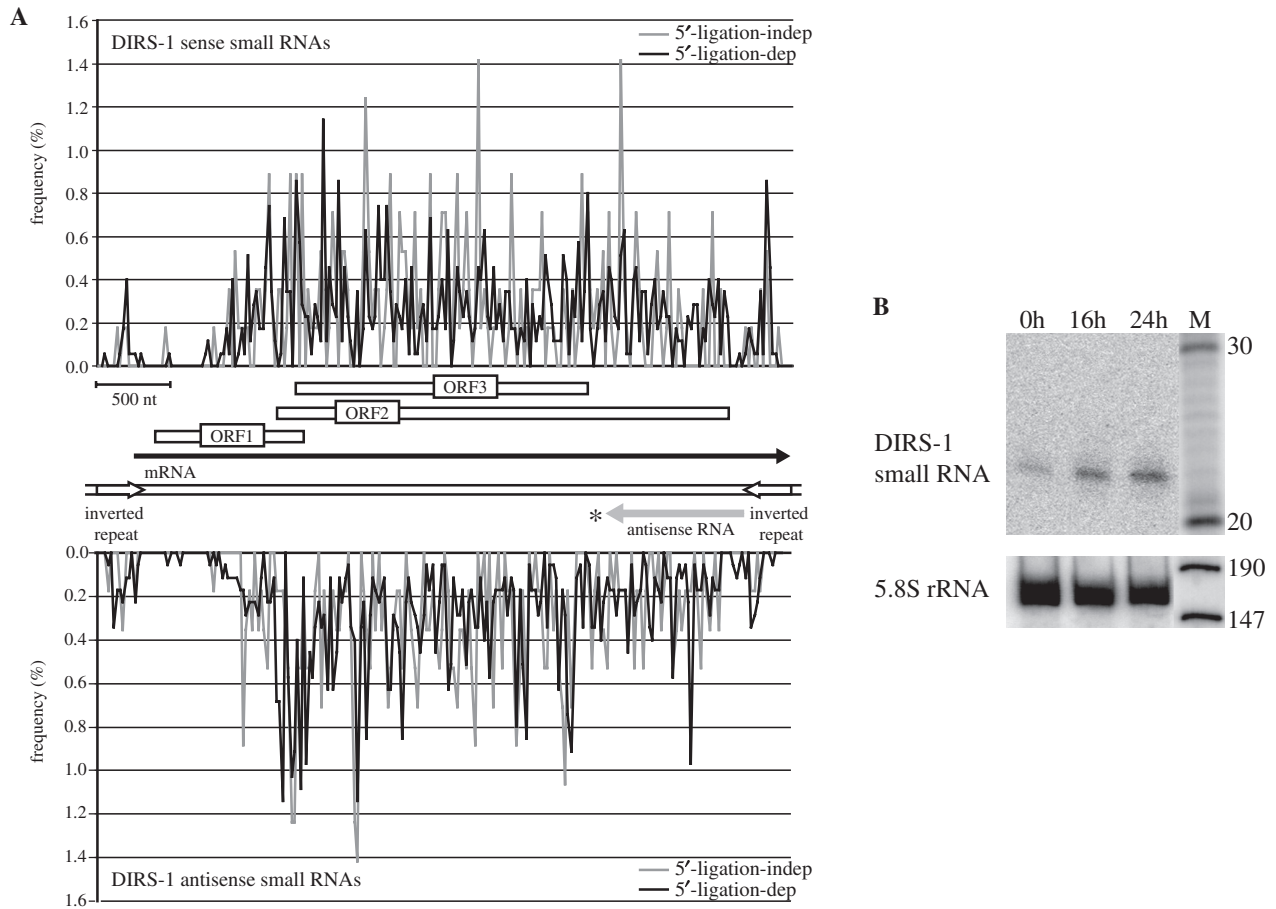 A
1.6
DIRS-1 sense small RNAs
5′-ligation-indep
5′-ligation-dep
1.4
1.2
1.0
0.8
0.6
0.4
0.2
0.0
frequency (%)
500 nt
ORF3
ORF2
ORF1
mRNA
inverted repeat
*
antisense RNA
inverted repeat
0.0
0.2
0.4
0.6
0.8
1.0
1.2
1.4
1.6
frequency (%)
DIRS-1 antisense small RNAs
5′-ligation-indep
5′-ligation-dep
B
0h 16h 24h M
30
DIRS-1
small RNA
20
5.8S rRNA
190
147